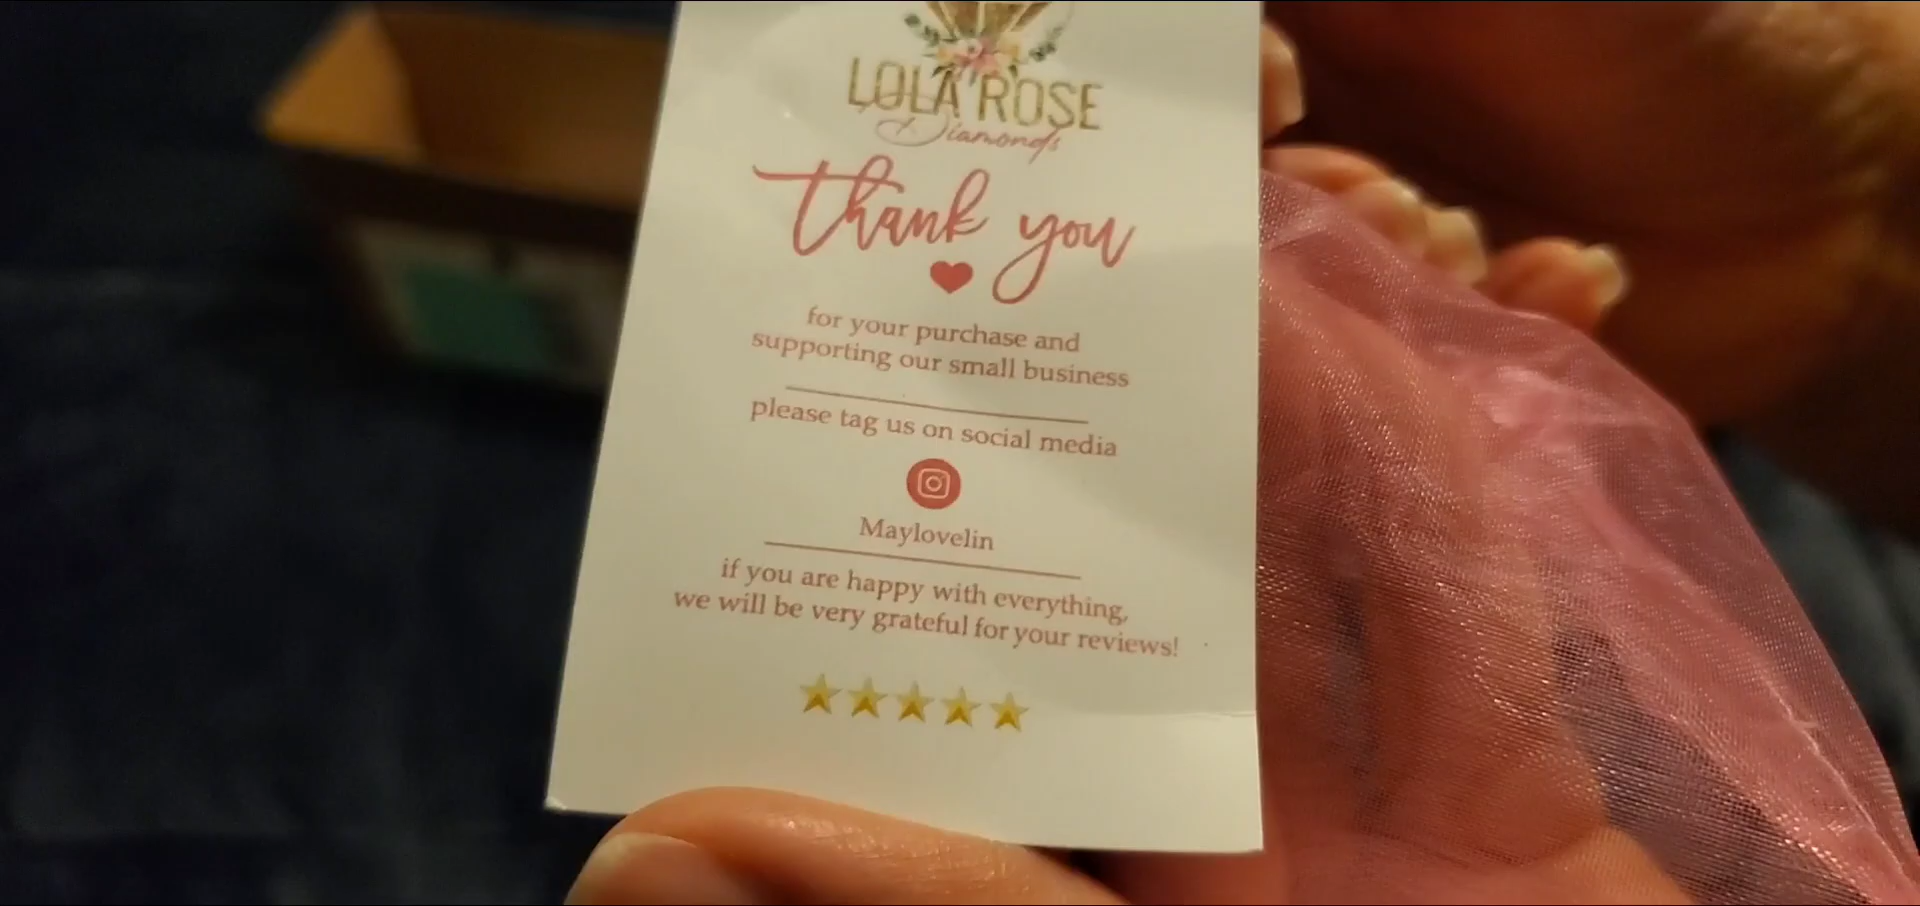 LOLA ROSE
Diamonds
thank you
for your purchase and
supporting our small business
please tag us on social media
Maylovelin
if you are happy with everything,
we will be very grateful for your reviews!